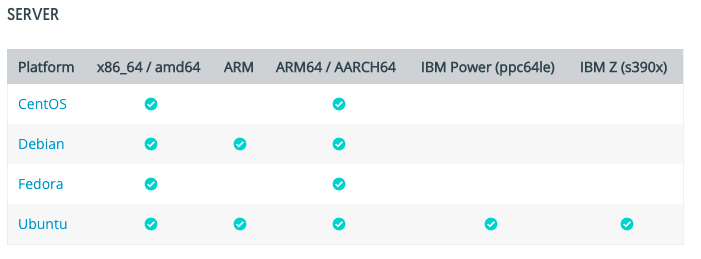 SERVER
Platform x86_64 / amd64 ARM ARM64 / AARCH64 IBM Power (ppc64le) IBM Z (s390x)
CentOS
Debian
Fedora
Ubuntu